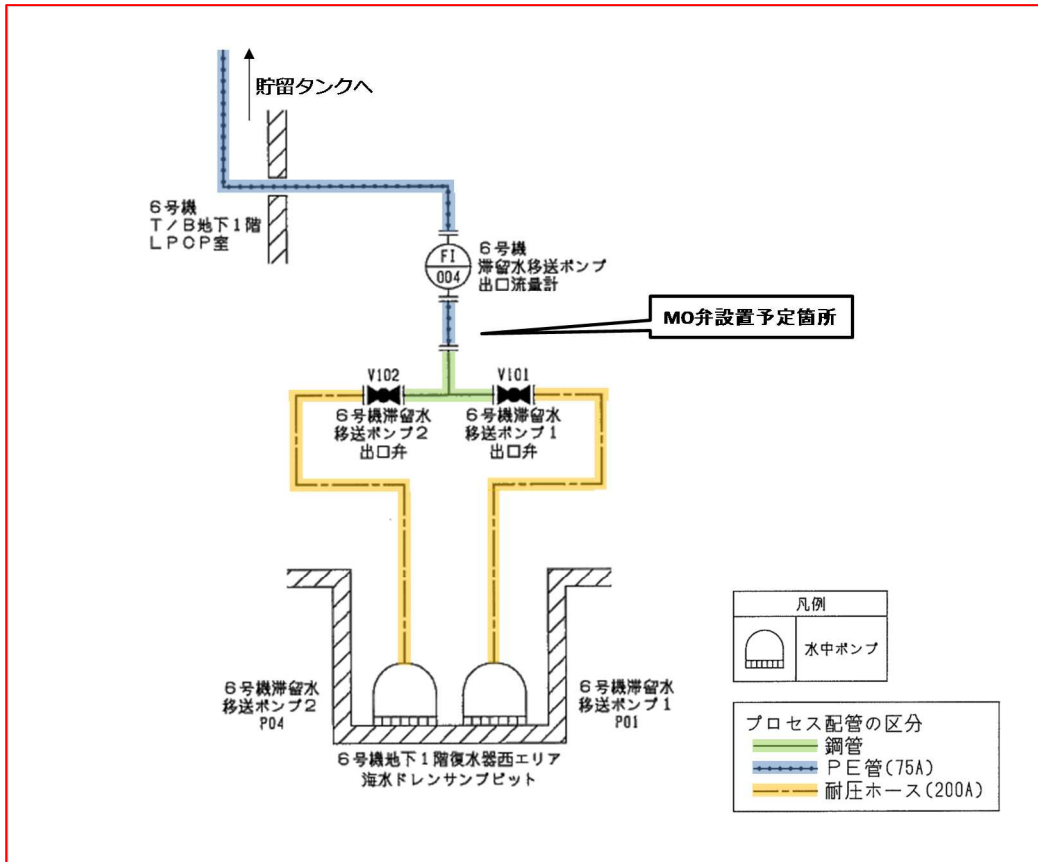 貯留タンクへ
6号機
T/B地下1階
LPCP室
FI
004
6号機
滞留水移送ポンプ
出口流量計
MO弁設置予定箇所
V102
V101
6号機滞留水
移送ポンプ2
出口弁
6号機滞留水
移送ポンプ1
出口弁
6号機滞留水
移送ポンプ2
P04
6号機滞留水
移送ポンプ1
P01
6号機地下1階復水器西エリア
海水ドレンサンプピット
凡例
水中ポンプ
プロセス配管の区分
鋼管
PE管(75A)
耐圧ホース(200A)